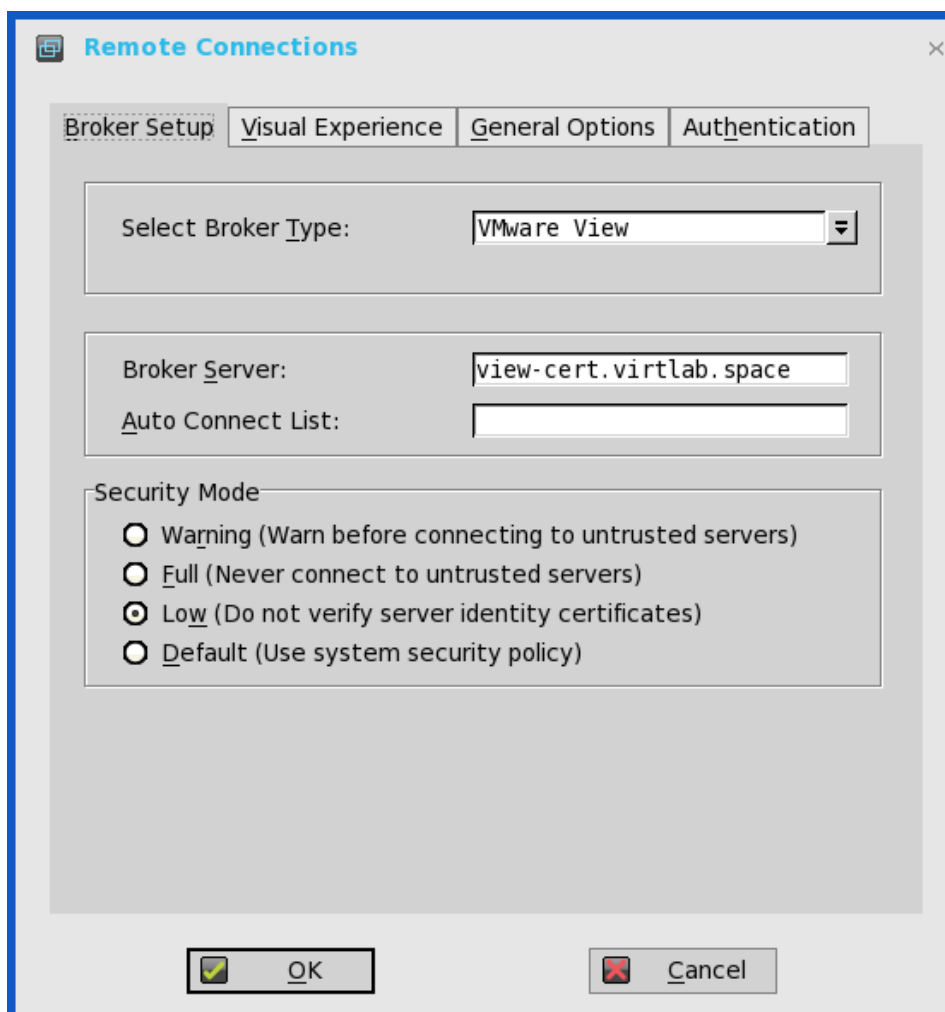 Remote Connections
Broker Setup
Visual Experience
General Options
Authentication
Select Broker Type:
VMware View
Broker Server:
view-cert.virtlab.space
Auto Connect List:
Security Mode
Warning (Warn before connecting to untrusted servers)
Full (Never connect to untrusted servers)
Low (Do not verify server identity certificates)
Default (Use system security policy)
OK
Cancel